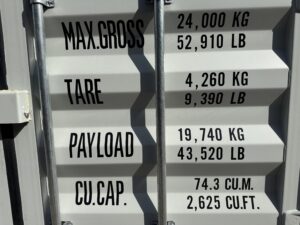 MAX.GROSS 24,000 KG
52,910 LB
TARE 4,260 KG
9,390 LB
PAYLOAD 19,740 KG
43,520 LB
CU.CAP. 74.3 CU.M.
2,625 CU.FT.